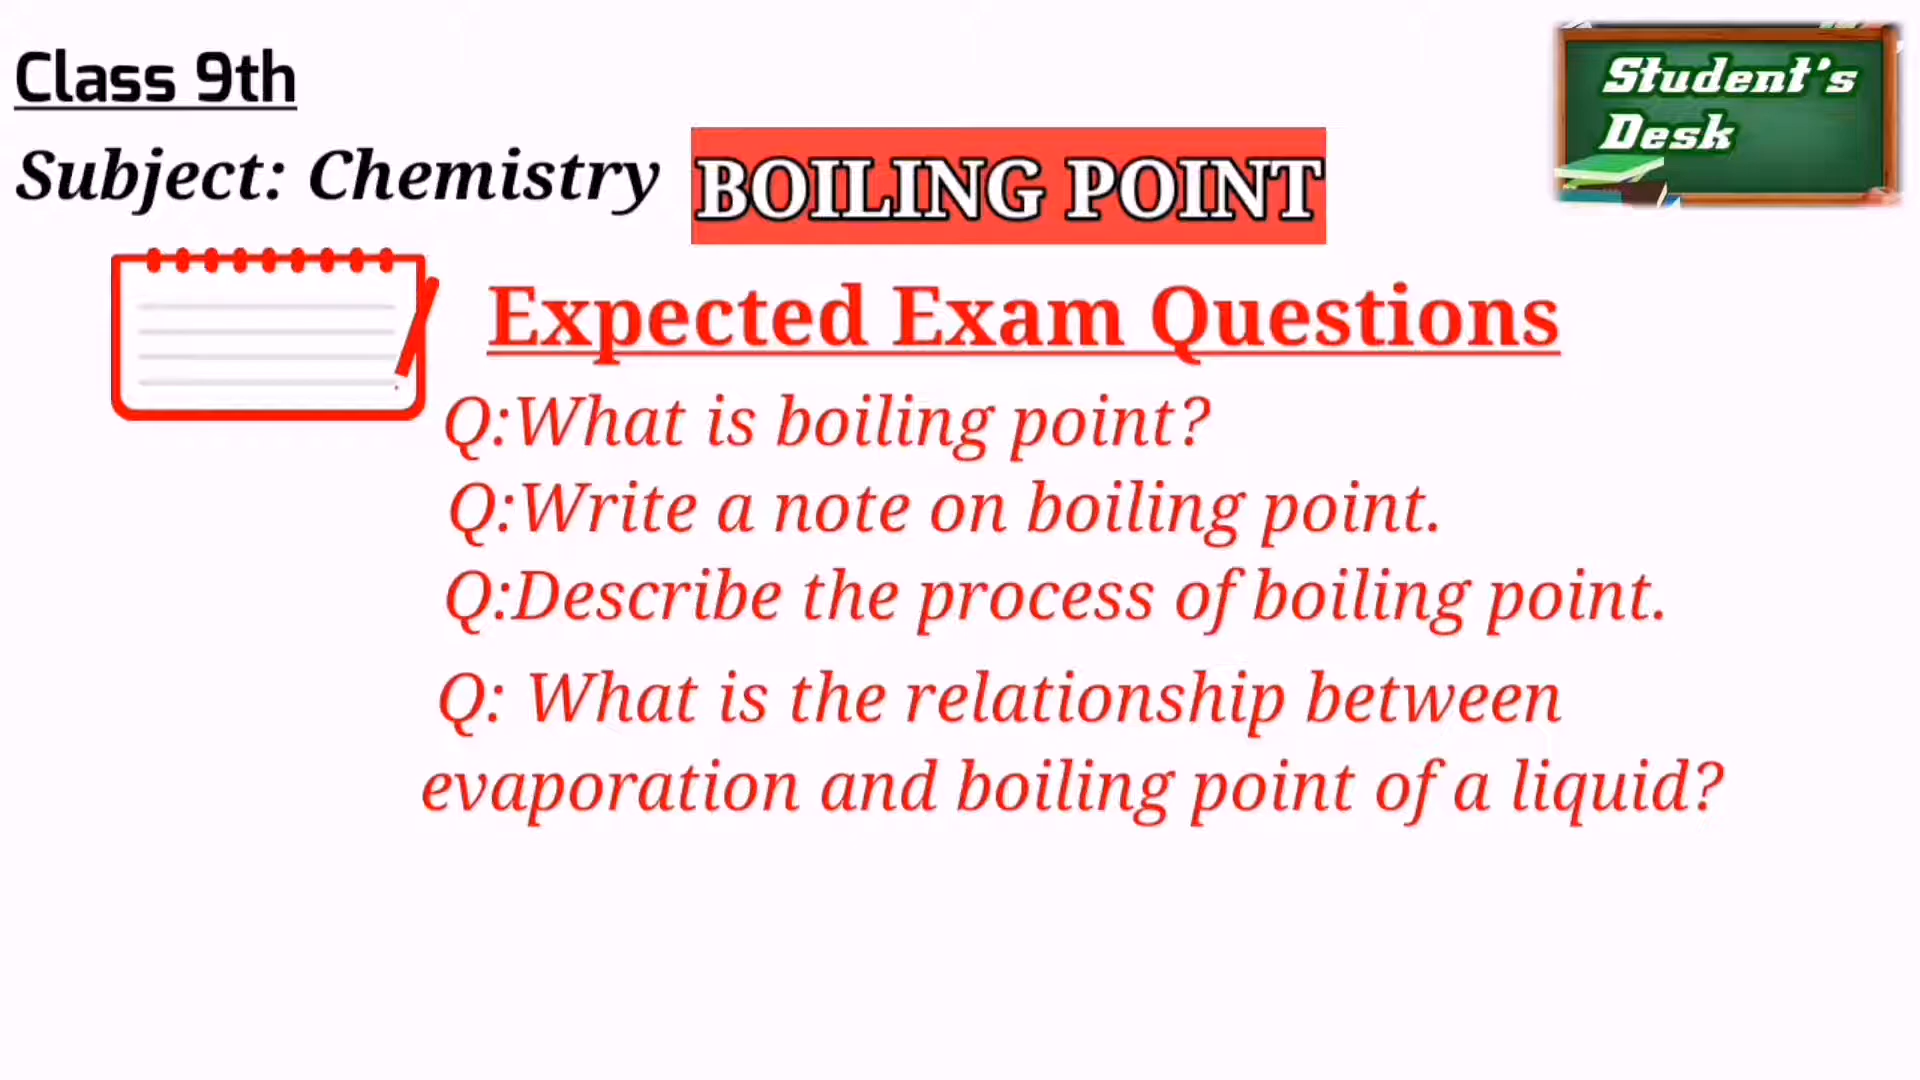 Class 9th
Student's
Desk
Subject: Chemistry
BOILING POINT
Expected Exam Questions
Q:What is boiling point?
Q:Write a note on boiling point.
Q:Describe the process of boiling point.
Q: What is the relationship between
evaporation and boiling point of a liquid?